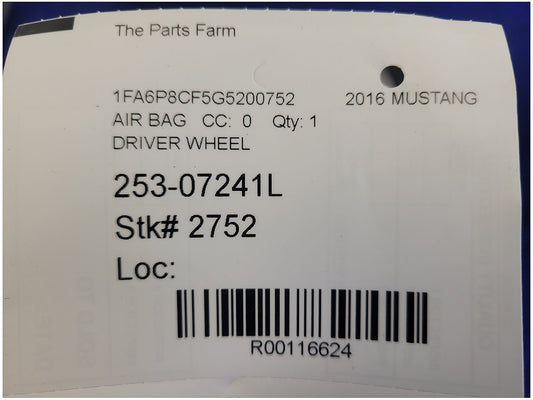 The Parts Farm
1FA6P8CF5G5200752 2016 MUSTANG
AIR BAG CC: 0 Qty: 1
DRIVER WHEEL
253-07241L
Stk# 2752
Loc:
R00116624